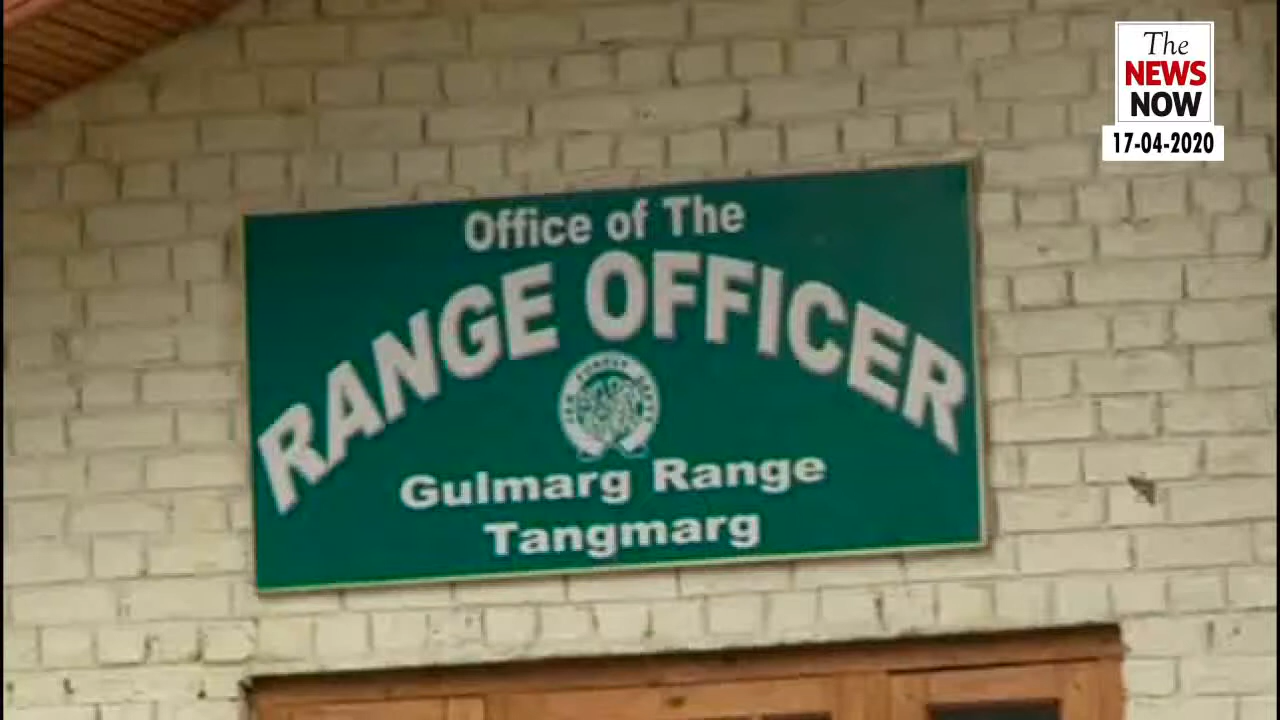 The
NEWS
NOW
17-04-2020
Office of The
RANGE OFFICER
Gulmarg Range
Tangmarg